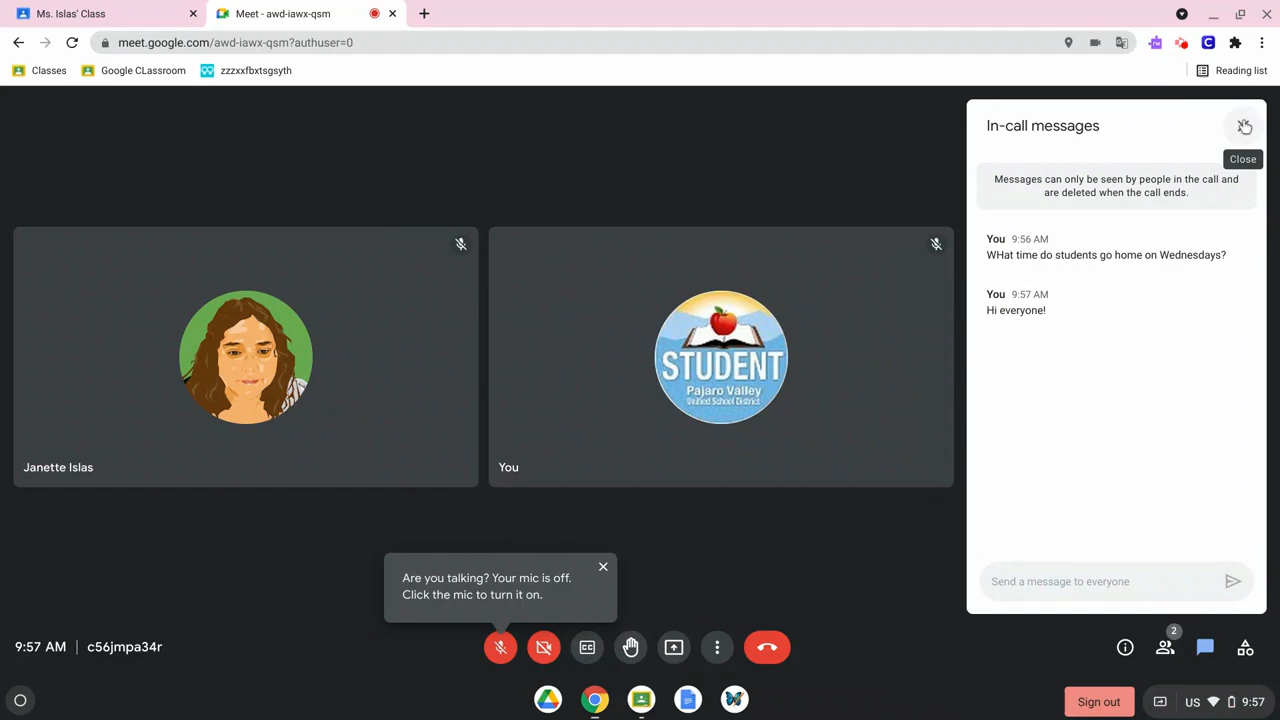 Ms. Islas' Class
Meet - awd-iawx-qsm
meet.google.com/awd-iawx-qsm?authuser=0
Classes
Google CLassroom
zzzxxfbxtsgsyth
Reading list
In-call messages
Close
Messages can only be seen by people in the call and
are deleted when the call ends.
You 9:56 AM
WHat time do students go home on Wednesdays?
You 9:57 AM
Hi everyone!
STUDENT
Pajaro Valley
Unified School District
Janette Islas
You
Are you talking? Your mic is off.
Click the mic to turn it on.
Send a message to everyone
9:57 AM | c56jmpa34r
CC
2
Sign out
US
9:57